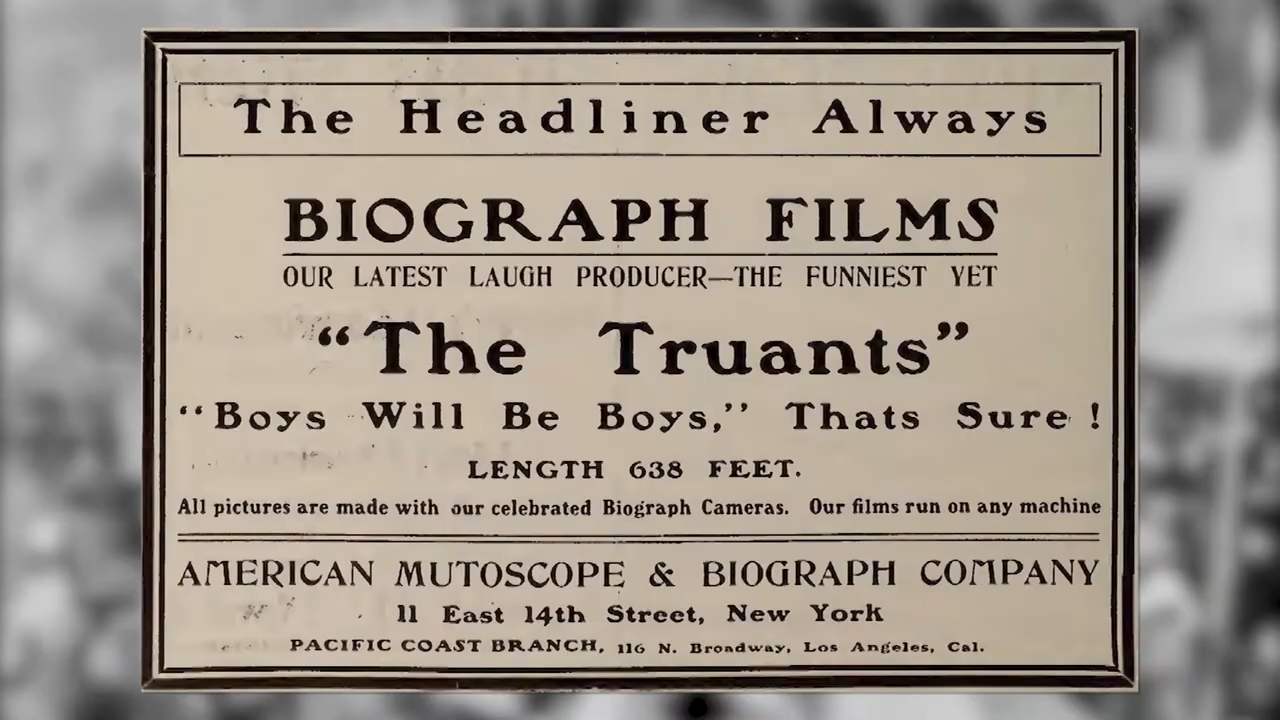 The Headliner Always
BIOGRAPH FILMS
OUR LATEST LAUGH PRODUCER—THE FUNNIEST YET
“The Truants”
“Boys Will Be Boys,” Thats Sure !
LENGTH 638 FEET.
All pictures are made with our celebrated Biograph Cameras. Our films run on any machine
AMERICAN MUTOSCOPE & BIOGRAPH COMPANY
11 East 14th Street, New York
PACIFIC COAST BRANCH, 116 N. Broadway, Los Angeles, Cal.